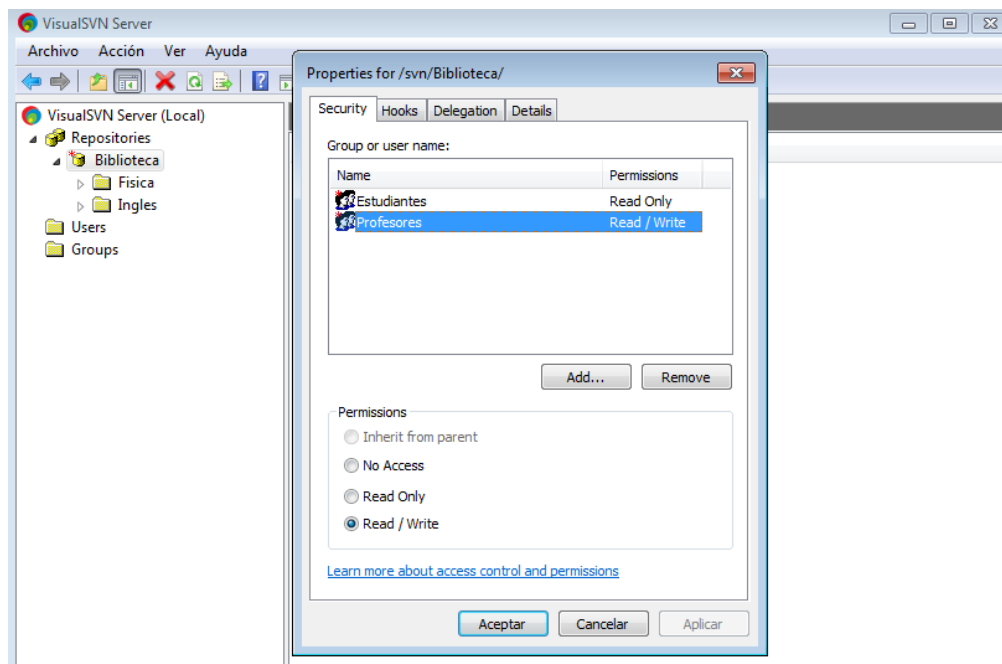 VisualSVN Server
Archivo Acción Ver Ayuda
VisualSVN Server (Local)
Repositories
Biblioteca
Fisica
Ingles
Users
Groups
Properties for /svn/Biblioteca/
Security Hooks Delegation Details
Group or user name:
Name Permissions
Estudiantes Read Only
Profesores Read / Write
Add... Remove
Permissions
Inherit from parent
No Access
Read Only
Read / Write
Learn more about access control and permissions
Aceptar Cancelar Aplicar